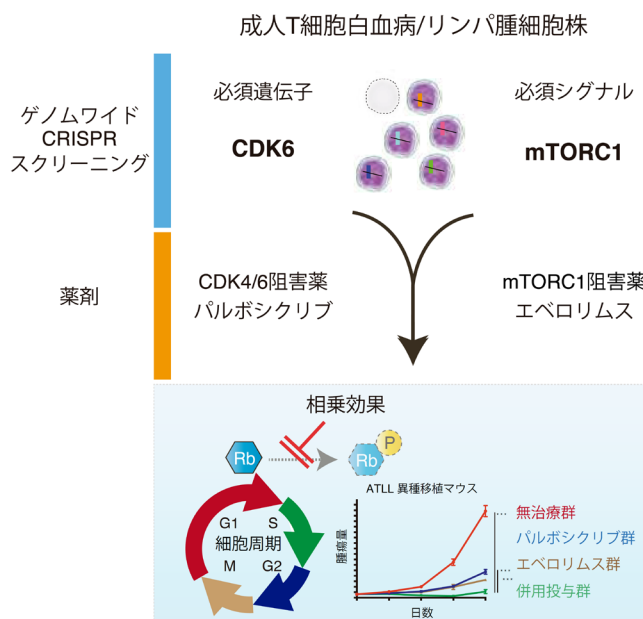 成人T細胞白血病/リンパ腫細胞株
ゲノムワイド
CRISPR
スクリーニング
必須遺伝子
CDK6
必須シグナル
mTORC1
薬剤
CDK4/6阻害薬
パルボシクリブ
mTORC1阻害薬
エベロリムス
相乗効果
Rb
Rb
P
G1
S
細胞周期
M
G2
ATLL 異種移植マウス
腫瘍量
日数
無治療群
パルボシクリブ群
エベロリムス群
併用投与群